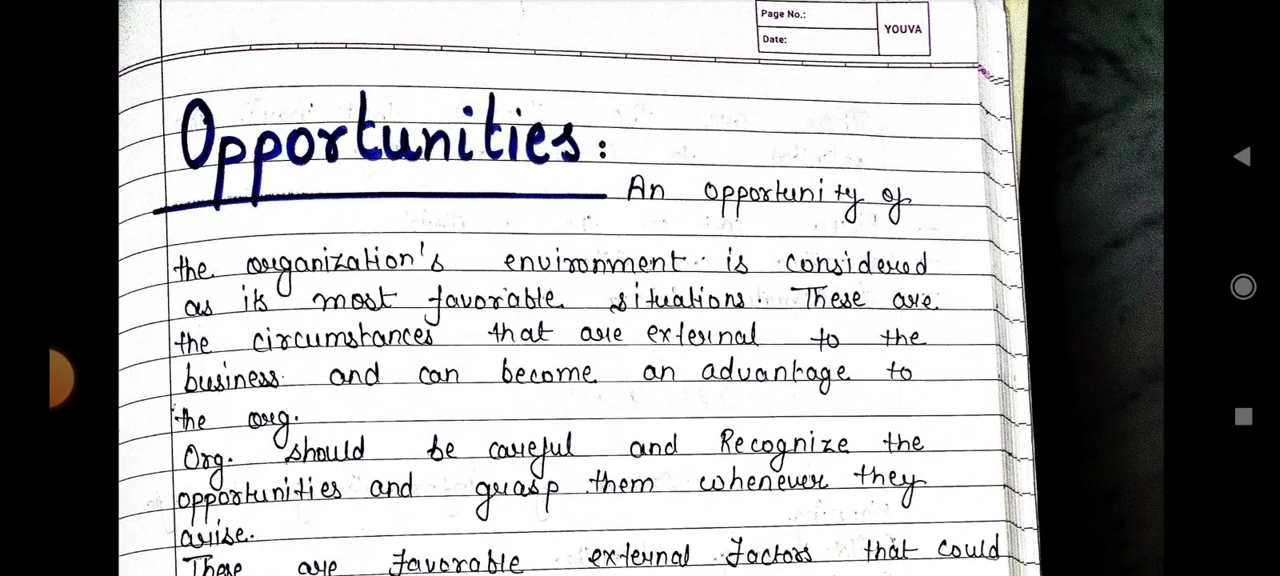 Page No.:
Date:
YOUVA
Opportunities:
An opportunity of
the organization's environment is considered
as its most favorable situations. These are
the circumstances that are external to the
business and can become an advantage to
the org.
Org. should be careful and Recognize the
opportunities and grasp them whenever they
arise.
These are favorable external factors that could